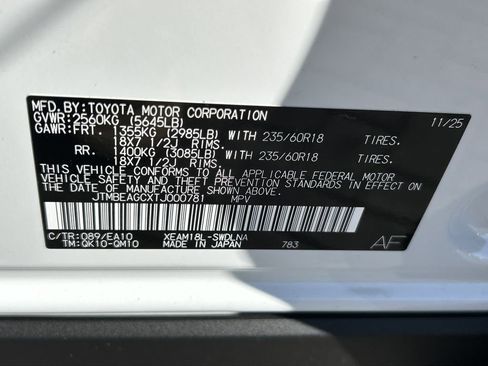 MFD.BY:TOYOTA MOTOR CORPORATION 11/25
GVWR:2560KG (5645LB)
GAWR:FRT. 1355KG (2985LB) WITH 235/60R18 TIRES.
18X7 1/2J RIMS.
RR. 1400KG (3085LB) WITH 235/60R18 TIRES.
18X7 1/2J RIMS.
THIS VEHICLE CONFORMS TO ALL APPLICABLE FEDERAL MOTOR
VEHICLE SAFETY AND THEFT PREVENTION STANDARDS IN EFFECT ON
THE DATE OF MANUFACTURE SHOWN ABOVE.
JTMBEAGCXTJ000781 MPV
C/TR:089/EA10 XEAM18L-SWDLNA
TM:QK10-QM10 MADE IN JAPAN 783 AF